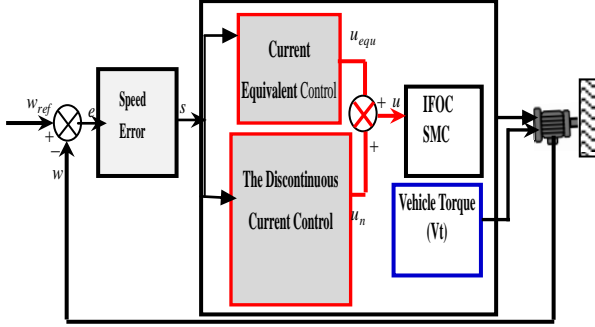 Current
Equivalent Control
u_equ
w_ref
e
Speed
Error
s
+
u
IFOC
SMC
+
−
w
+
The Discontinuous
Current Control
u_n
Vehicle Torque
(Vt)